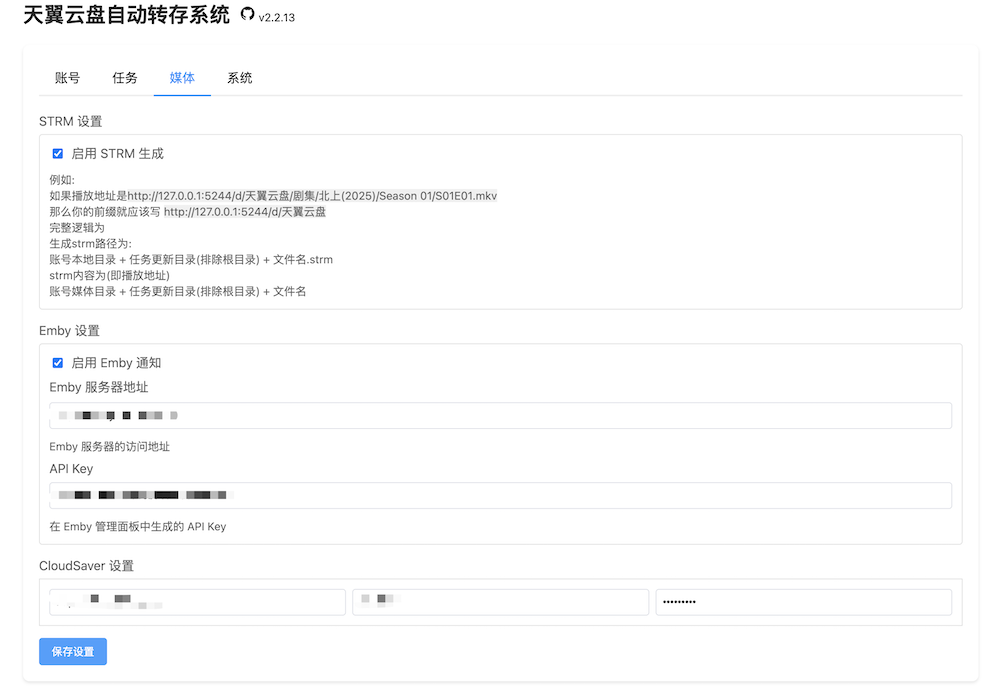 天翼云盘自动转存系统 v2.2.13
账号 任务 媒体 系统
STRM 设置
启用 STRM 生成
例如:
如果播放地址是http://127.0.0.1:5244/d/天翼云盘/剧集/北上(2025)/Season 01/S01E01.mkv
那么你的前缀就应该写 http://127.0.0.1:5244/d/天翼云盘
完整逻辑为
生成strm路径为:
账号本地目录 + 任务更新目录(排除根目录) + 文件名.strm
strm内容为(即播放地址)
账号媒体目录 + 任务更新目录(排除根目录) + 文件名
Emby 设置
启用 Emby 通知
Emby 服务器地址
Emby 服务器的访问地址
API Key
在 Emby 管理面板中生成的 API Key
CloudSaver 设置
•••••••••
保存设置